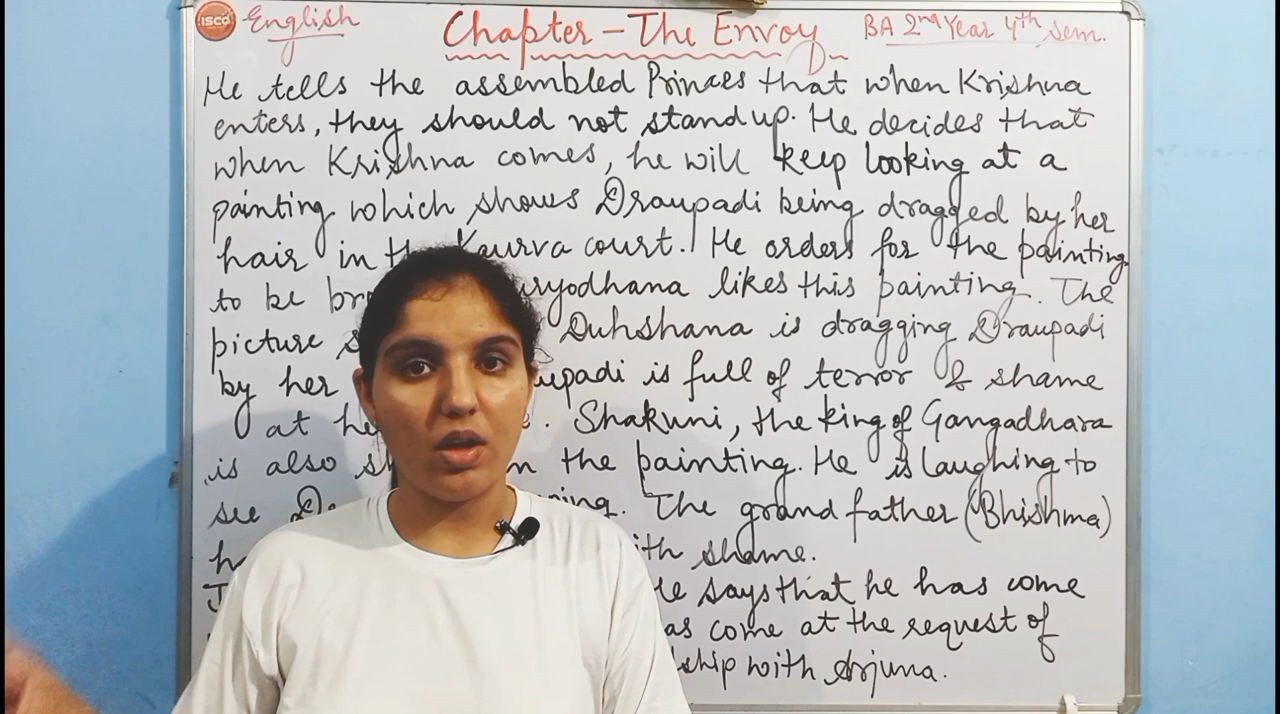 iSCO
English
Chapter - The Envoy
BA 2nd Year 4th sem.
He tells the assembled Princes that when Krishna
enters, they should not stand up. He decides that
when Krishna comes, he will keep looking at a
painting which shows Draupadi being dragged by her
hair in the Kaurva court. He orders for the painting
to be yodhana likes this painting. The
picture Duhshana is dragging Draupadi
by her upadi is full of terror & shame
at . Shakuni, the king of Gangadhara
is also the painting. He is laughing to
see . The grand father (Bhishma)
with shame.
He says that he has come
has come at the request of
ship with Arjuna.